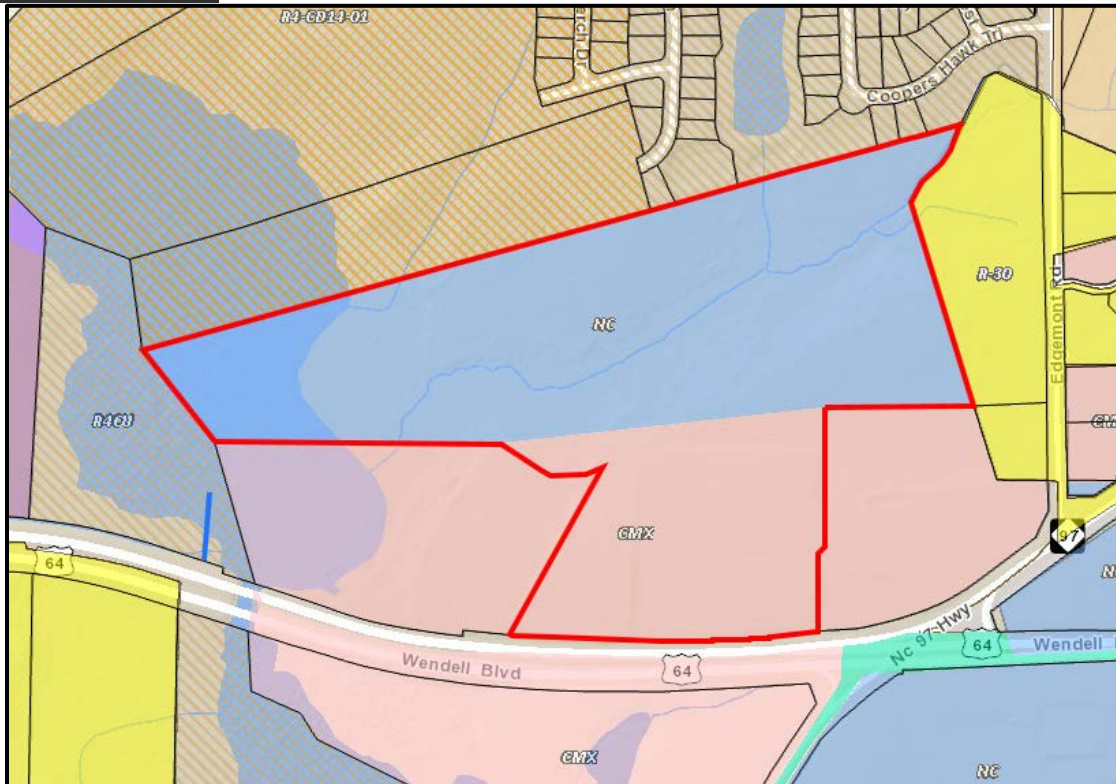 R4-CD14-01
Coopers Hawk Trl
R-30
NC
Edgemont Rd
R4CU
CMX
97
64
Nc 97 Hwy
64
Wendell
Wendell Blvd
64
CMX
NC